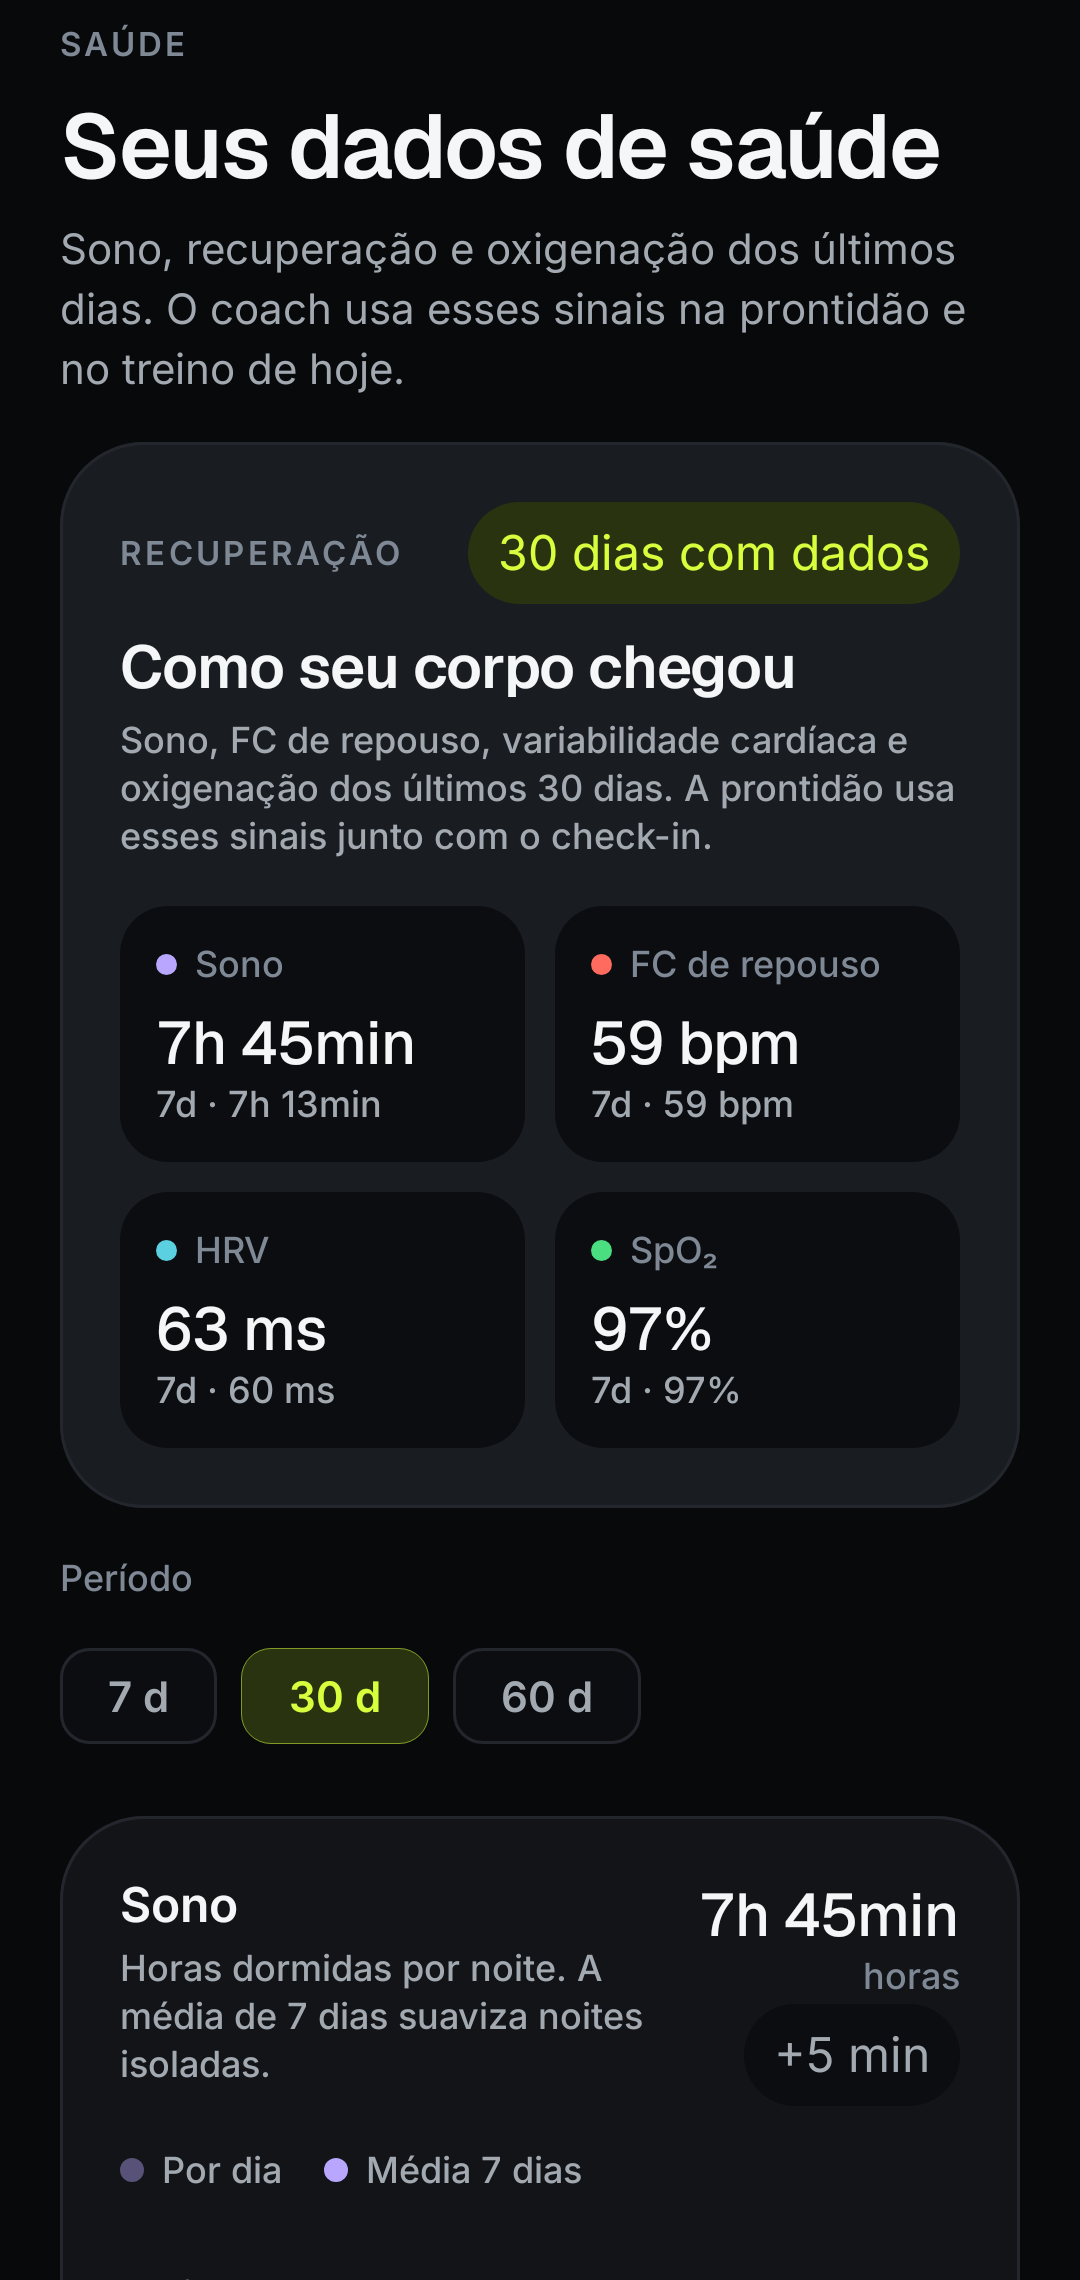 SAÚDE
Seus dados de saúde
Sono, recuperação e oxigenação dos últimos
dias. O coach usa esses sinais na prontidão e
no treino de hoje.
RECUPERAÇÃO
30 dias com dados
Como seu corpo chegou
Sono, FC de repouso, variabilidade cardíaca e
oxigenação dos últimos 30 dias. A prontidão usa
esses sinais junto com o check-in.
Sono
7h 45min
7d · 7h 13min
FC de repouso
59 bpm
7d · 59 bpm
HRV
63 ms
7d · 60 ms
SpO₂
97%
7d · 97%
Período
7 d
30 d
60 d
Sono
Horas dormidas por noite. A
média de 7 dias suaviza noites
isoladas.
7h 45min
horas
+5 min
Por dia
Média 7 dias